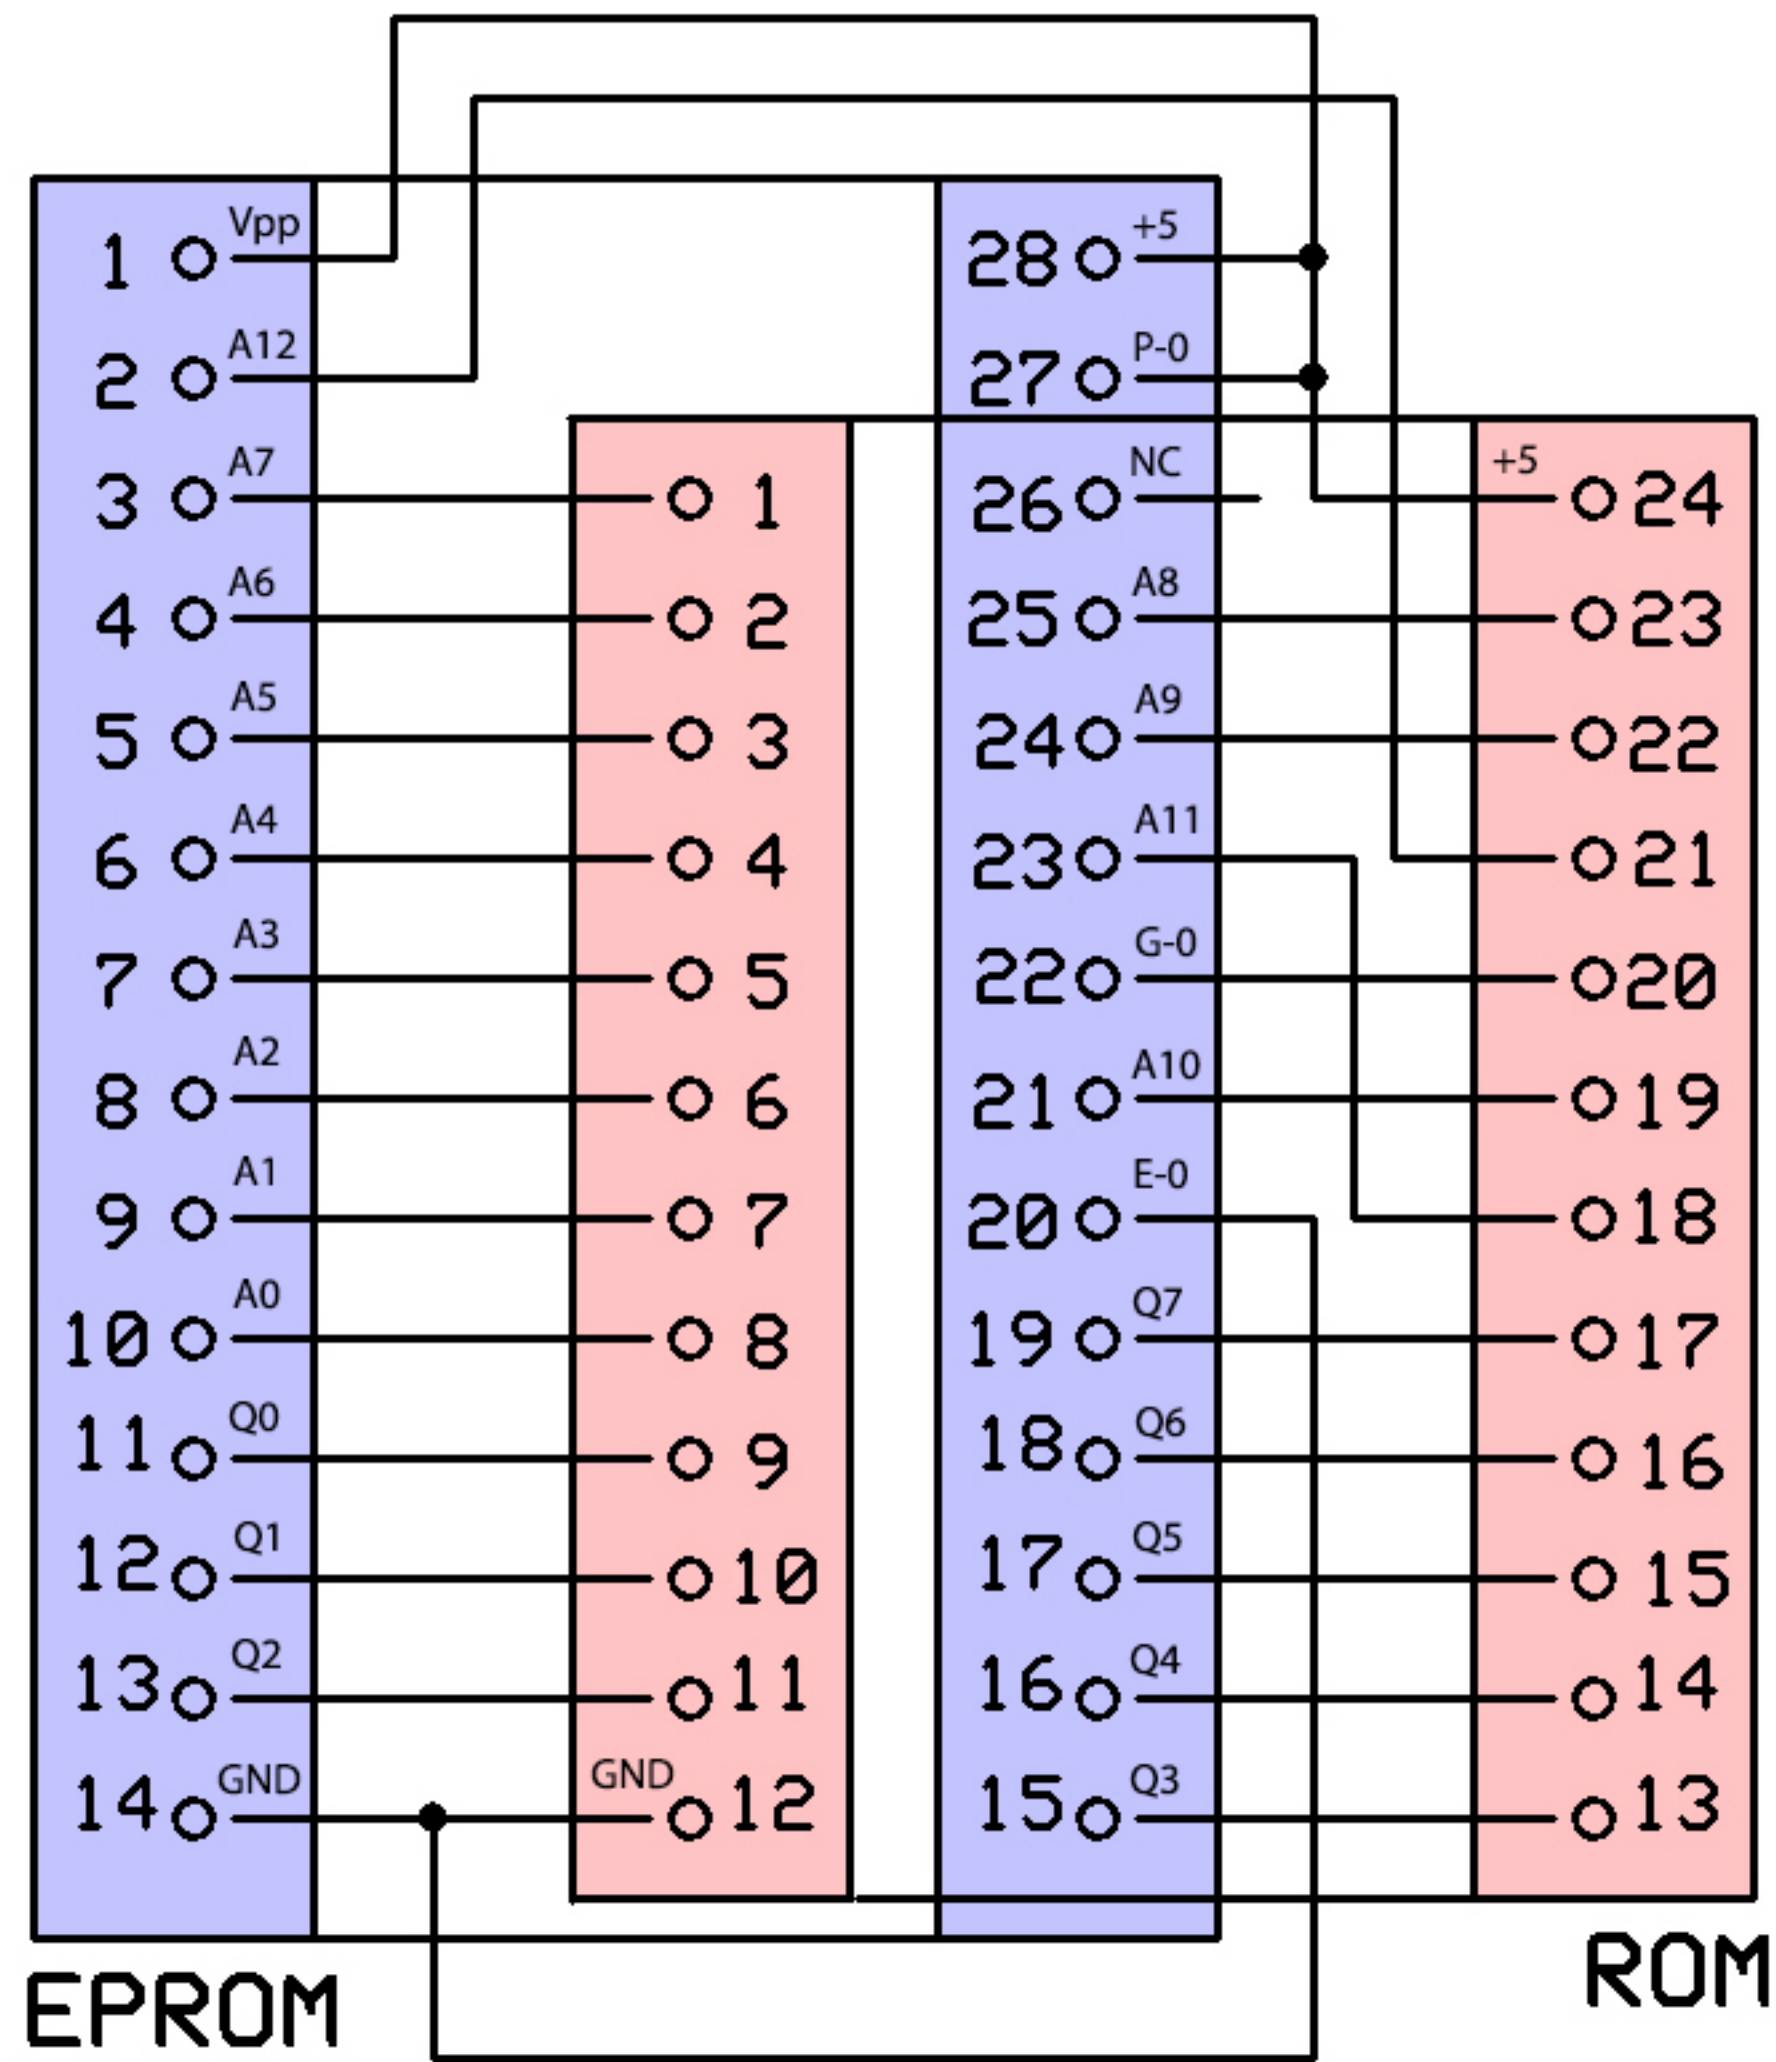 Vpp
1
+5
28
A12
2
P-0
27
A7
3
1
NC
26
+5
24
A6
4
2
A8
25
23
A5
5
3
A9
24
22
A4
6
4
A11
23
21
A3
7
5
G-0
22
20
A2
8
6
A10
21
19
A1
9
7
E-0
20
18
A0
10
8
Q7
19
17
Q0
11
9
Q6
18
16
Q1
12
10
Q5
17
15
Q2
13
11
Q4
16
14
GND
14
GND
12
Q3
15
13
EPROM
ROM